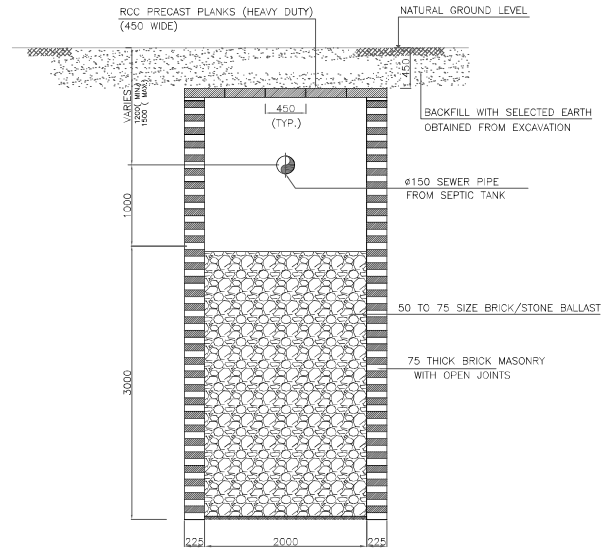 RCC PRECAST PLANKS (HEAVY DUTY)
(450 WIDE)
NATURAL GROUND LEVEL
450
VARIES
1200( MIN.)
1500 ( MAX.)
450
(TYP.)
BACKFILL WITH SELECTED EARTH
OBTAINED FROM EXCAVATION
ø150 SEWER PIPE
FROM SEPTIC TANK
1000
50 TO 75 SIZE BRICK/STONE BALLAST
75 THICK BRICK MASONRY
WITH OPEN JOINTS
3000
225
2000
225